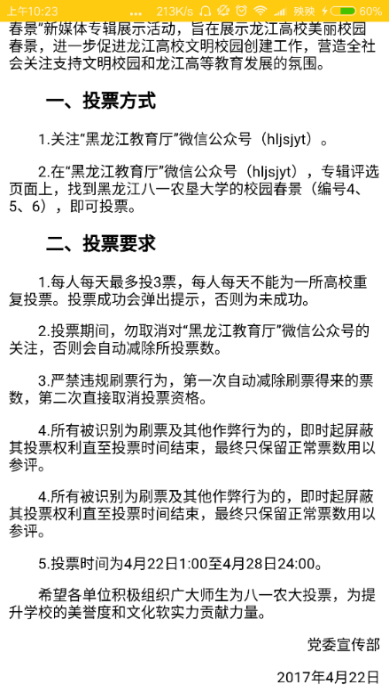 上午10:23 ... 213K/s 映映 60%
春景”新媒体专辑展示活动，旨在展示龙江高校美丽校园
春景，进一步促进龙江高校文明校园创建工作，营造全社
会关注支持文明校园和龙江高等教育发展的氛围。
一、投票方式
1.关注“黑龙江教育厅”微信公众号（hljsjyt）。
2.在“黑龙江教育厅”微信公众号（hljsjyt），专辑评选
页面上，找到黑龙江八一农垦大学的校园春景（编号4、
5、6），即可投票。
二、投票要求
1.每人每天最多投3票，每人每天不能为一所高校重
复投票。投票成功会弹出提示，否则为未成功。
2.投票期间，勿取消对“黑龙江教育厅”微信公众号的
关注，否则会自动减除所投票数。
3.严禁违规刷票行为，第一次自动减除刷票得来的票
数，第二次直接取消投票资格。
4.所有被识别为刷票及其他作弊行为的，即时起屏蔽
其投票权利直至投票时间结束，最终只保留正常票数用以
参评。
4.所有被识别为刷票及其他作弊行为的，即时起屏蔽
其投票权利直至投票时间结束，最终只保留正常票数用以
参评。
5.投票时间为4月22日1:00至4月28日24:00。
希望各单位积极组织广大师生为八一农大投票，为提
升学校的美誉度和文化软实力贡献力量。
党委宣传部
2017年4月22日